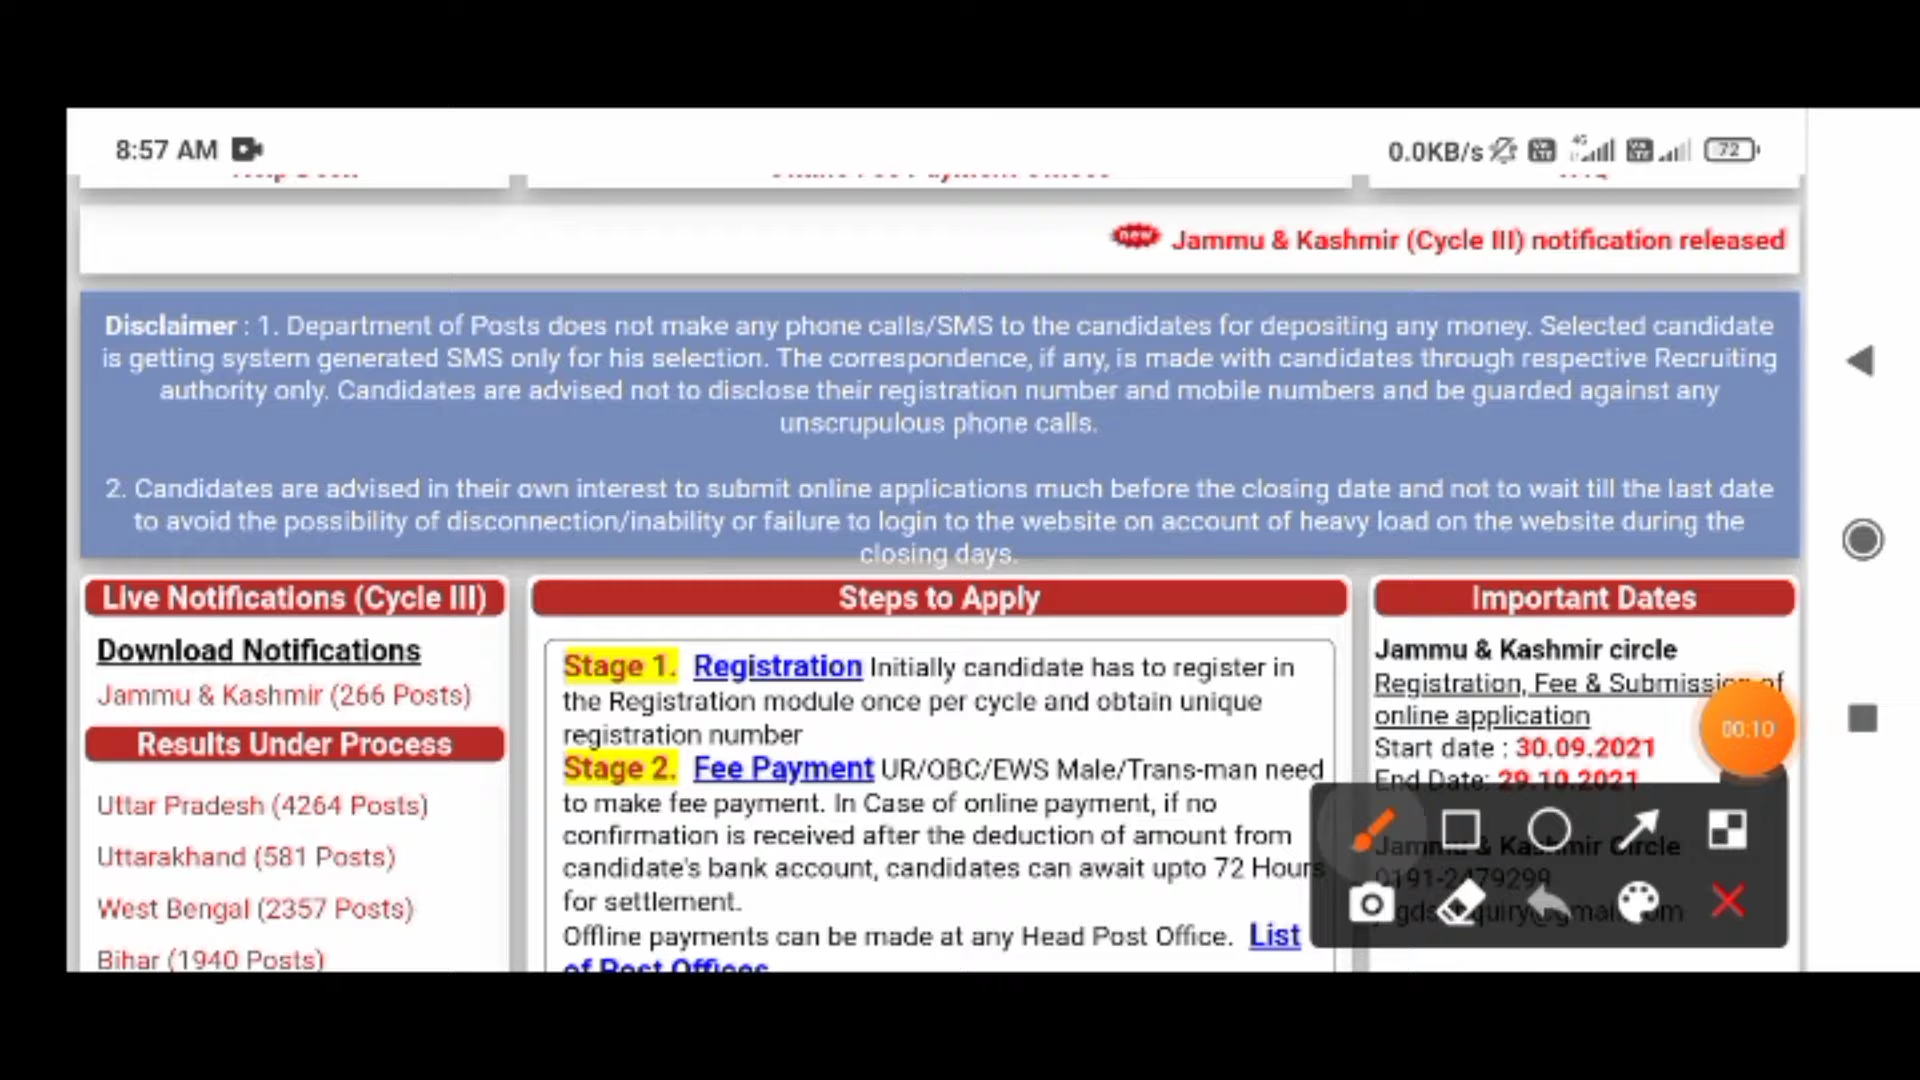 8:57 AM
0.0KB/s
72
new Jammu & Kashmir (Cycle III) notification released
Disclaimer : 1. Department of Posts does not make any phone calls/SMS to the candidates for depositing any money. Selected candidate
is getting system generated SMS only for his selection. The correspondence, if any, is made with candidates through respective Recruiting
authority only. Candidates are advised not to disclose their registration number and mobile numbers and be guarded against any
unscrupulous phone calls.
2. Candidates are advised in their own interest to submit online applications much before the closing date and not to wait till the last date
to avoid the possibility of disconnection/inability or failure to login to the website on account of heavy load on the website during the
closing days.
Live Notifications (Cycle III)
Download Notifications
Jammu & Kashmir (266 Posts)
Results Under Process
Uttar Pradesh (4264 Posts)
Uttarakhand (581 Posts)
West Bengal (2357 Posts)
Bihar (1940 Posts)
Steps to Apply
Stage 1. Registration Initially candidate has to register in
the Registration module once per cycle and obtain unique
registration number
Stage 2. Fee Payment UR/OBC/EWS Male/Trans-man need
to make fee payment. In Case of online payment, if no
confirmation is received after the deduction of amount from
candidate's bank account, candidates can await upto 72 Hours
for settlement.
Offline payments can be made at any Head Post Office. List
of Post Offices
Important Dates
Jammu & Kashmir circle
Registration, Fee & Submission of
online application
Start date : 30.09.2021
End Date: 29.10.2021
00:10
Jammu & Kashmir Circle
0191-2479299